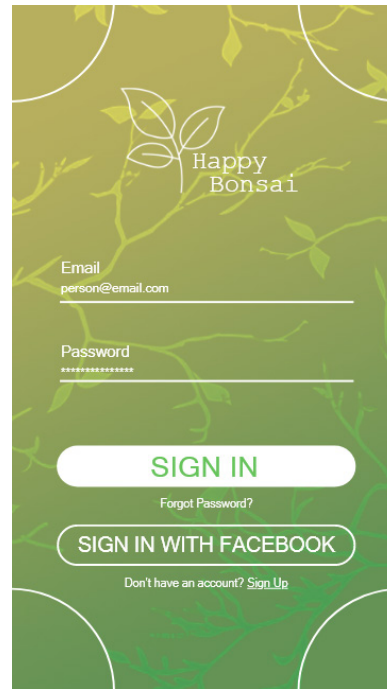 Happy
Bonsai
Email
person@email.com
Password
***************
SIGN IN
Forgot Password?
SIGN IN WITH FACEBOOK
Don't have an account? Sign Up